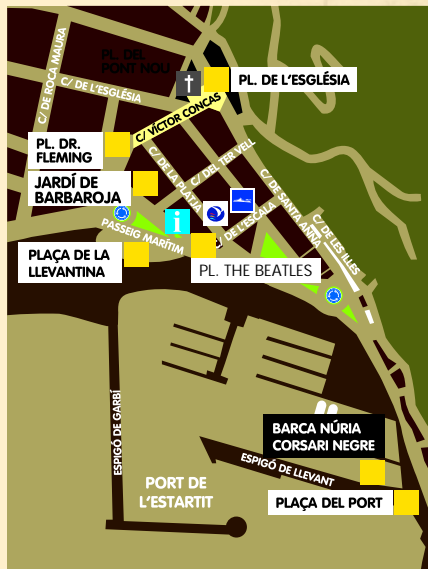 PL. DEL
PONT NOU
C/ DE ROCA MAURA
C/ DE L'ESGLÉSIA
PL. DE L'ESGLÉSIA
C/ VÍCTOR CONCAS
PL. DR.
FLEMING
C/ DE LA PLATJA
C/ DEL TER VELL
JARDÍ DE
BARBAROJA
C/ DE SANTA ANNA
C/ DE L'ESCALA
C/ DE LES ILLES
i
PASSEIG MARÍTIM
PLAÇA DE LA
LLEVANTINA
PL. THE BEATLES
ESPIGÓ DE GARBÍ
BARCA NÚRIA
CORSARI NEGRE
ESPIGÓ DE LLEVANT
PORT DE
L'ESTARTIT
PLAÇA DEL PORT